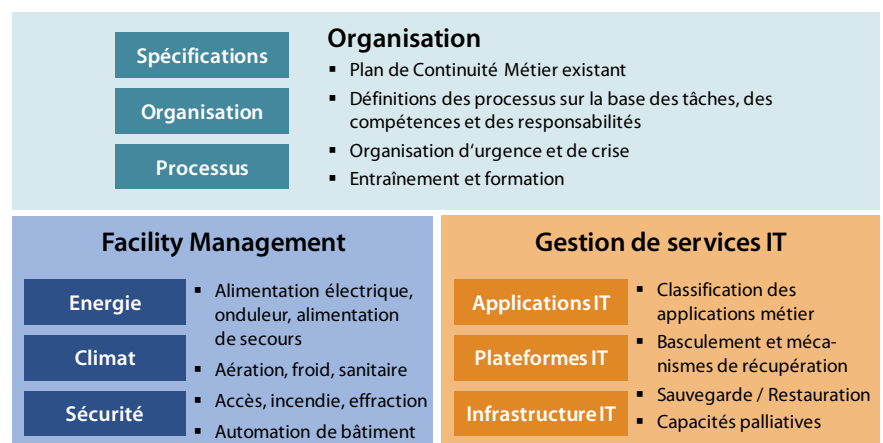 Organisation
Spécifications
Organisation
Processus
▪ Plan de Continuité Métier existant
▪ Définitions des processus sur la base des tâches, des
compétences et des responsabilités
▪ Organisation d‘urgence et de crise
▪ Entraînement et formation
Facility Management
Energie
Climat
Sécurité
▪ Alimentation électrique,
onduleur, alimentation
de secours
▪ Aération, froid, sanitaire
▪ Accès, incendie, effraction
▪ Automation de bâtiment
Gestion de services IT
Applications IT
Plateformes IT
Infrastructure IT
▪ Classification des
applications métier
▪ Basculement et méca-
nismes de récupération
▪ Sauvegarde / Restauration
▪ Capacités palliatives